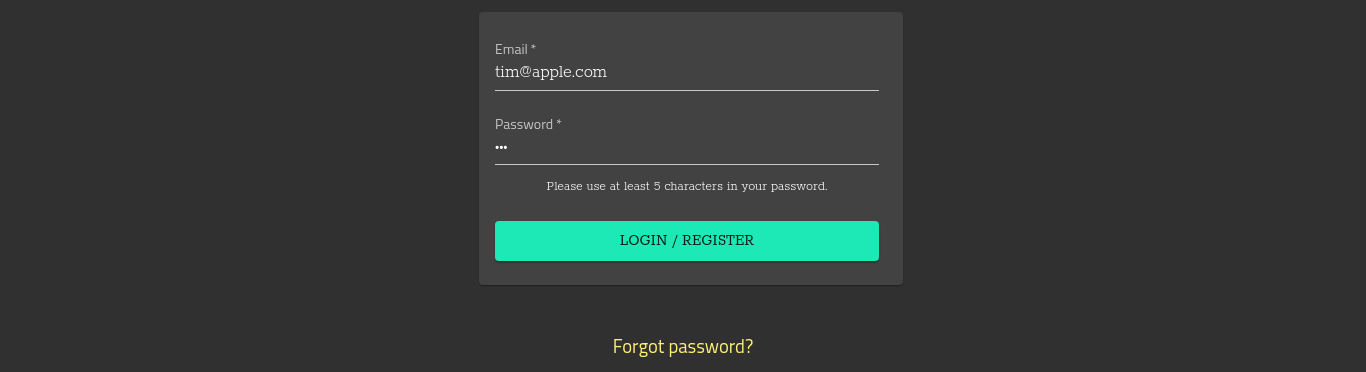 Email *
tim@apple.com
Password *
•••
Please use at least 5 characters in your password.
LOGIN / REGISTER
Forgot password?